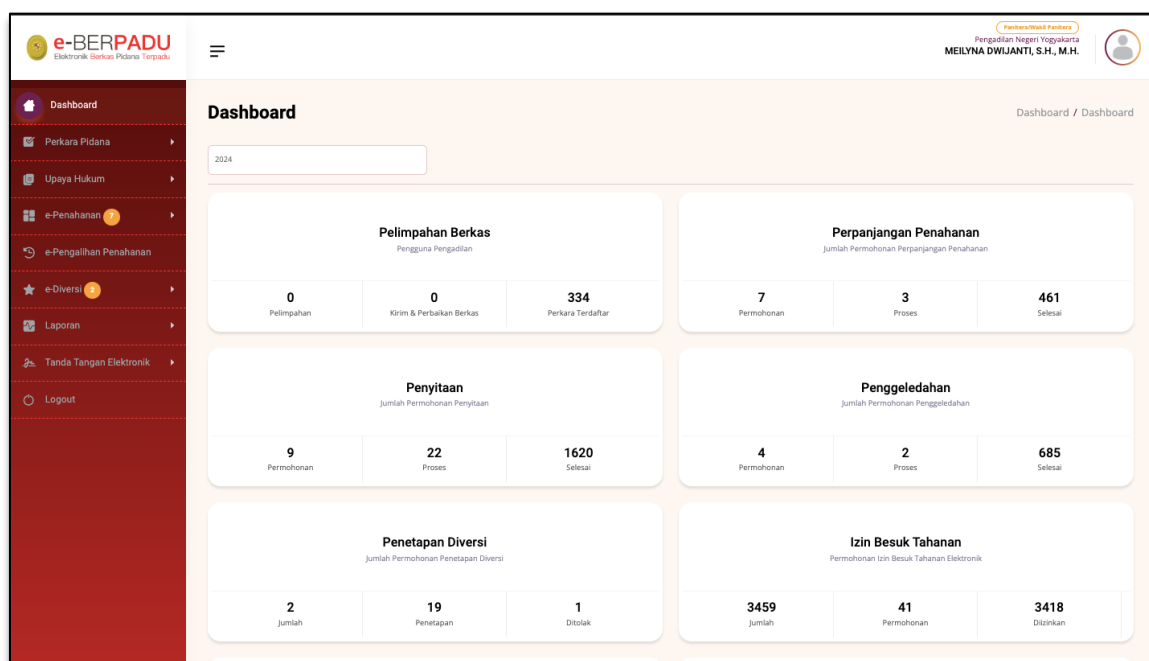 e-BERPADU
Elektronik Berkas Pidana Terpadu
Panitera/Wakil Panitera
Pengadilan Negeri Yogyakarta
MEILYNA DWIJANTI, S.H., M.H.
Dashboard
Perkara Pidana
Upaya Hukum
e-Penahanan 7
e-Pengalihan Penahanan
e-Diversi 2
Laporan
Tanda Tangan Elektronik
Logout
Dashboard
Dashboard / Dashboard
2024
Pelimpahan Berkas
Pengguna Pengadilan
0 0 334
Pelimpahan Kirim & Perbaikan Berkas Perkara Terdaftar
Perpanjangan Penahanan
Jumlah Permohonan Perpanjangan Penahanan
7 3 461
Permohonan Proses Selesai
Penyitaan
Jumlah Permohonan Penyitaan
9 22 1620
Permohonan Proses Selesai
Penggeledahan
Jumlah Permohonan Penggeledahan
4 2 685
Permohonan Proses Selesai
Penetapan Diversi
Jumlah Permohonan Penetapan Diversi
2 19 1
Jumlah Penetapan Ditolak
Izin Besuk Tahanan
Permohonan Izin Besuk Tahanan Elektronik
3459 41 3418
Jumlah Permohonan Diizinkan